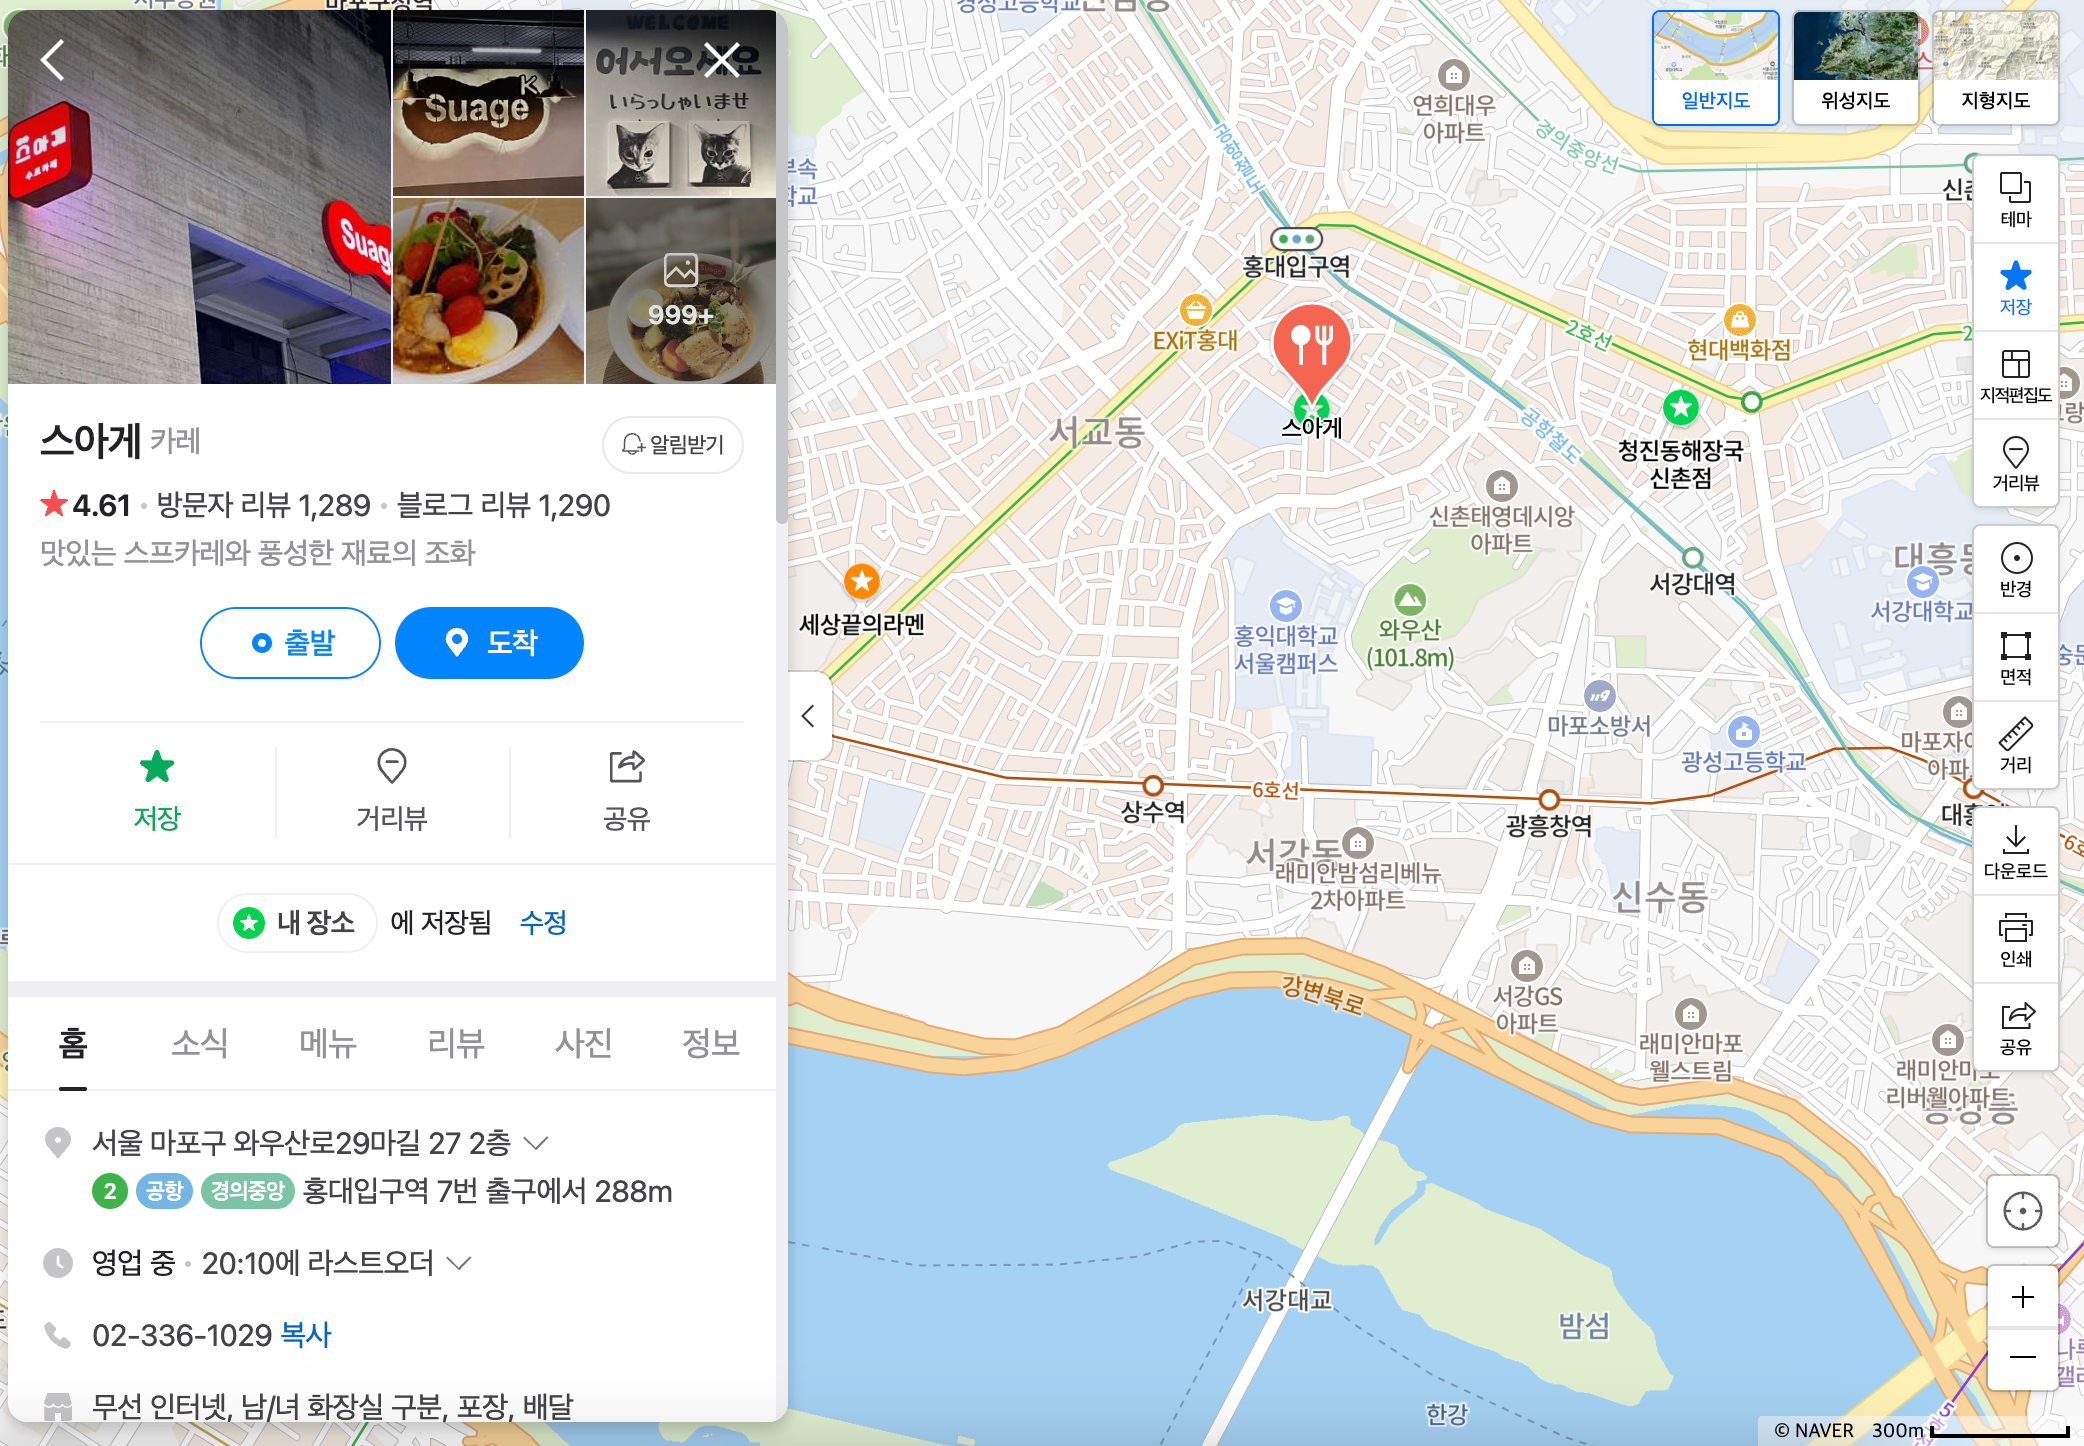 스아게
수프카레
Suage
Suage
K
WELCOME
어서오세요
いらっしゃいませ
999+
스아게 카레
알림받기
4.61 · 방문자 리뷰 1,289 · 블로그 리뷰 1,290
맛있는 스프카레와 풍성한 재료의 조화
출발
도착
저장
거리뷰
공유
내 장소 에 저장됨 수정
홈
소식
메뉴
리뷰
사진
정보
서울 마포구 와우산로29마길 27 2층
2 공항 경의중앙 홍대입구역 7번 출구에서 288m
영업 중 · 20:10에 라스트오더
02-336-1029 복사
무선 인터넷, 남/녀 화장실 구분, 포장, 배달
연희대우
아파트
경의중앙선
공항철도
홍대입구역
EXiT홍대
2호선
현대백화점
스아게
서교동
청진동해장국
신촌점
공항철도
신촌태영데시앙
아파트
서강대역
서강대학교
세상끝의라멘
홍익대학교
서울캠퍼스
와우산
(101.8m)
119
마포소방서
광성고등학교
6호선
상수역
광흥창역
서강동
래미안밤섬리베뉴
2차아파트
신수동
강변북로
서강GS
아파트
래미안마포
웰스트림
리버웰아파트
서강대교
밤섬
한강
일반지도
위성지도
지형지도
테마
저장
지적편집도
거리뷰
반경
면적
거리
다운로드
인쇄
공유
© NAVER 300m